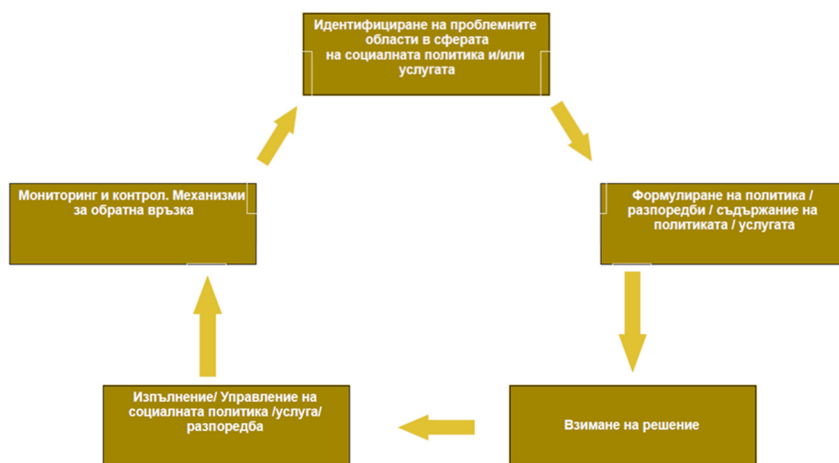 Идентифициране на проблемните
области в сферата
на социалната политика и/или
услугата
Формулиране на политика /
разпоредби / съдържание на
политиката / услугата
Взимане на решение
Изпълнение/ Управление на
социалната политика /услуга/
разпоредба
Мониторинг и контрол. Механизми
за обратна връзка